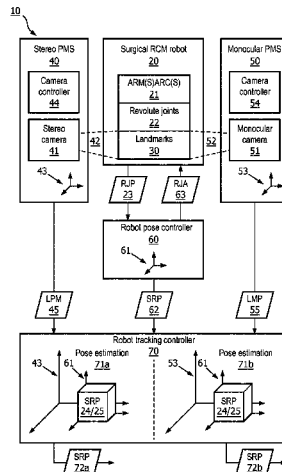 10
Stereo PMS
40
Camera
controller
44
Stereo
camera
41
43
42
Surgical RCM robot
20
ARM(S)ARC(S)
21
Revolute joints
22
Landmarks
30
Monocular PMS
50
Camera
controller
54
Monocular
camera
51
53
52
RJP
23
RJA
63
Robot pose controller
60
61
LPM
45
SRP
62
LMP
55
Robot tracking controller
70
Pose estimation
71a
43
61
SRP
24/25
Pose estimation
71b
53
61
SRP
24/25
SRP
72a
SRP
72b